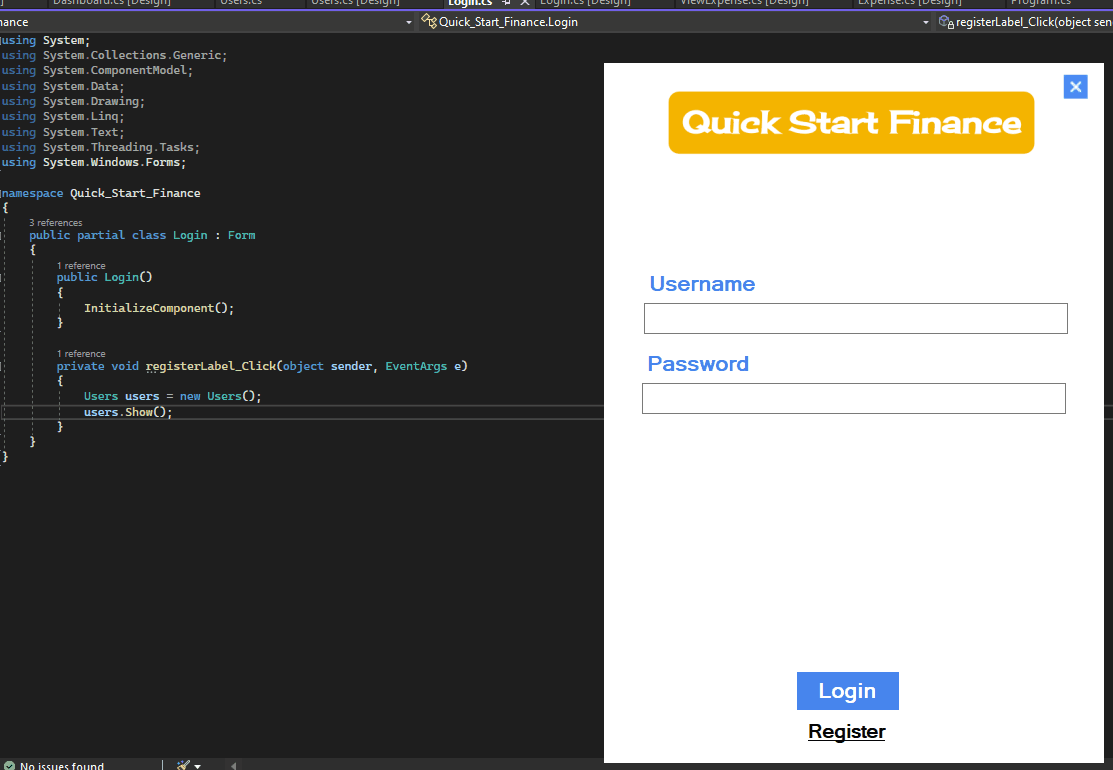 Dashboard.cs [Design] Users.cs Users.cs [Design] Login.cs Login.cs [Design] ViewExpense.cs [Design] Expense.cs [Design] Program.cs
nance Quick_Start_Finance.Login registerLabel_Click(object sen
using System;
using System.Collections.Generic;
using System.ComponentModel;
using System.Data;
using System.Drawing;
using System.Linq;
using System.Text;
using System.Threading.Tasks;
using System.Windows.Forms;
namespace Quick_Start_Finance
{
3 references
public partial class Login : Form
{
1 reference
public Login()
{
InitializeComponent();
}
1 reference
private void registerLabel_Click(object sender, EventArgs e)
{
Users users = new Users();
users.Show();
}
}
}
No issues found
Quick Start Finance
Username
Password
Login
Register